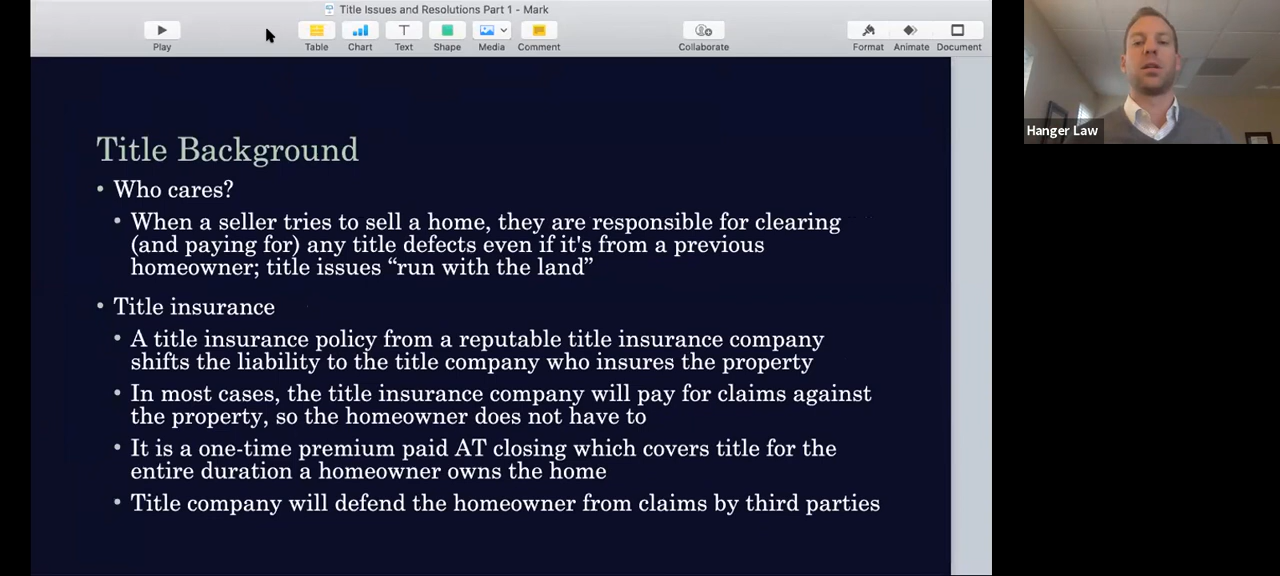 Title Issues and Resolutions Part 1 - Mark
Play
Table
Chart
Text
Shape
Media
Comment
Collaborate
Format
Animate
Document
Hanger Law
Title Background
• Who cares?
• When a seller tries to sell a home, they are responsible for clearing
(and paying for) any title defects even if it's from a previous
homeowner; title issues “run with the land”
• Title insurance
• A title insurance policy from a reputable title insurance company
shifts the liability to the title company who insures the property
• In most cases, the title insurance company will pay for claims against
the property, so the homeowner does not have to
• It is a one-time premium paid AT closing which covers title for the
entire duration a homeowner owns the home
• Title company will defend the homeowner from claims by third parties